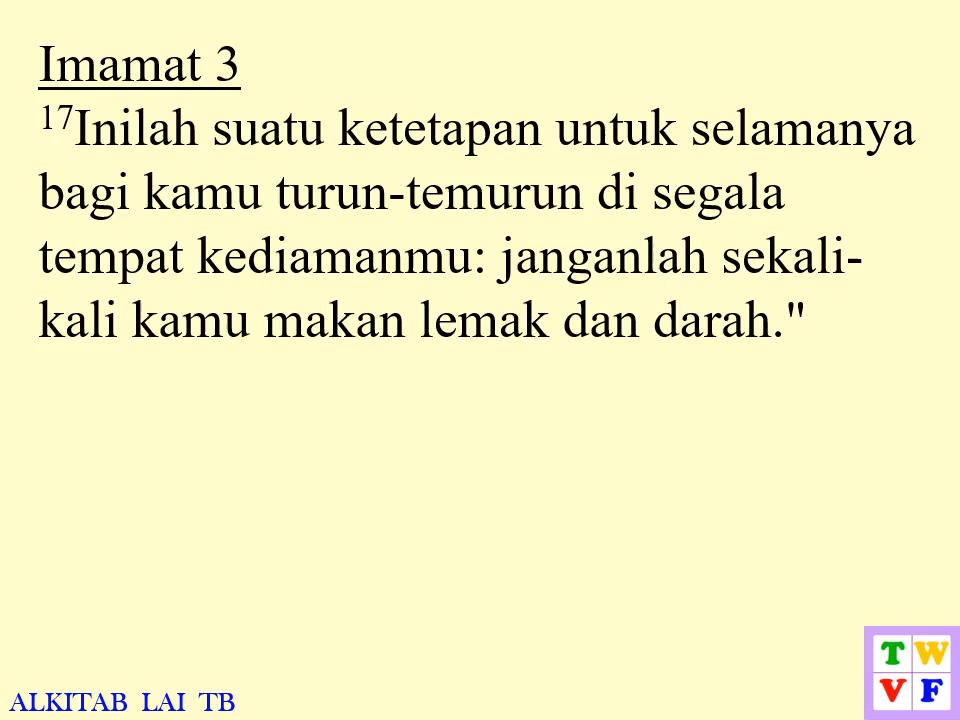 Imamat 3
17Inilah suatu ketetapan untuk selamanya
bagi kamu turun-temurun di segala
tempat kediamanmu: janganlah sekali-
kali kamu makan lemak dan darah."
T W
V F
ALKITAB LAI TB